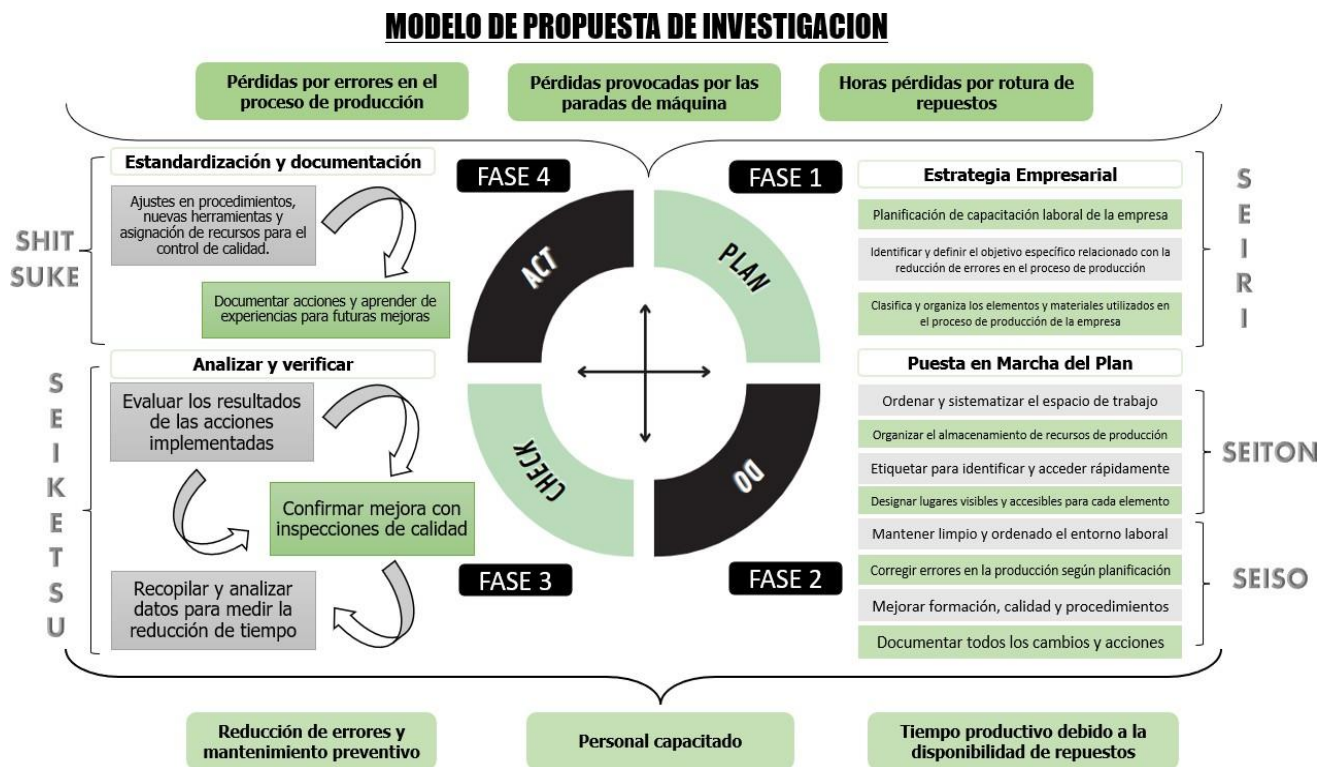 MODELO DE PROPUESTA DE INVESTIGACION
Pérdidas por errores en el
proceso de producción
Pérdidas provocadas por las
paradas de máquina
Horas pérdidas por rotura de
repuestos
FASE 1
PLAN
Estrategia Empresarial
Planificación de capacitación laboral de la empresa
Identificar y definir el objetivo específico relacionado con la
reducción de errores en el proceso de producción
Clasifica y organiza los elementos y materiales utilizados en
el proceso de producción de la empresa
S
E
I
R
I
FASE 2
DO
Puesta en Marcha del Plan
Ordenar y sistematizar el espacio de trabajo
Organizar el almacenamiento de recursos de producción
Etiquetar para identificar y acceder rápidamente
Designar lugares visibles y accesibles para cada elemento
SEITON
Mantener limpio y ordenado el entorno laboral
Corregir errores en la producción según planificación
Mejorar formación, calidad y procedimientos
Documentar todos los cambios y acciones
SEISO
FASE 3
CHECK
Analizar y verificar
Evaluar los resultados
de las acciones
implementadas
Confirmar mejora con
inspecciones de calidad
Recopilar y analizar
datos para medir la
reducción de tiempo
S
E
I
K
E
T
S
U
FASE 4
ACT
Estandardización y documentación
Ajustes en procedimientos,
nuevas herramientas y
asignación de recursos para el
control de calidad.
Documentar acciones y aprender de
experiencias para futuras mejoras
SHIT
SUKE
Reducción de errores y
mantenimiento preventivo
Personal capacitado
Tiempo productivo debido a la
disponibilidad de repuestos